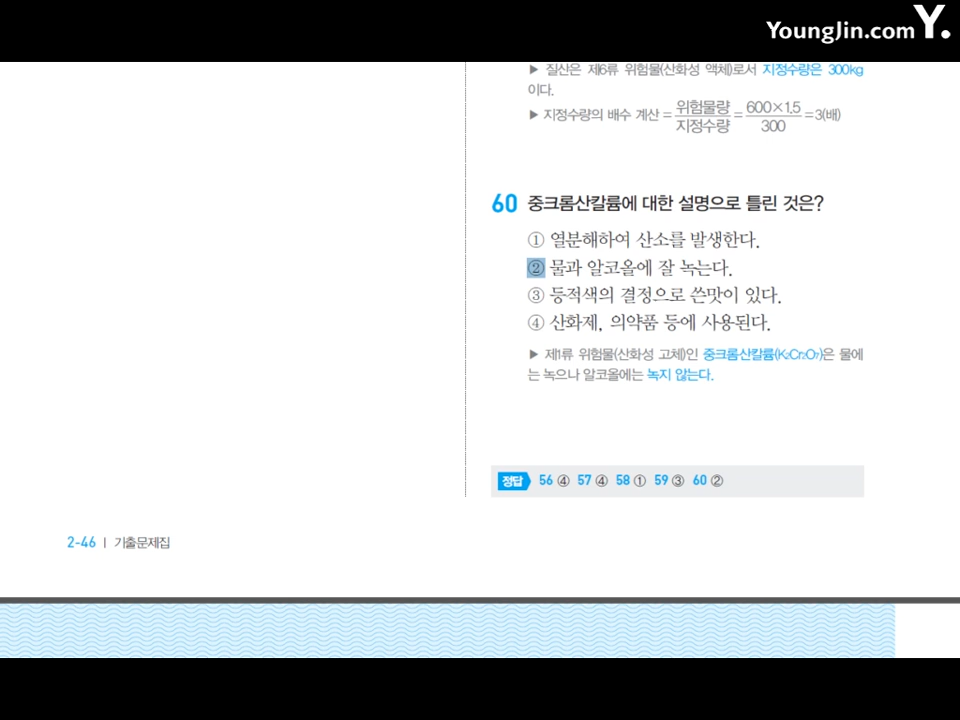 YoungJin.com Y.
▶ 질산은 제6류 위험물(산화성 액체)로서 지정수량은 300kg
이다.
▶ 지정수량의 배수 계산 = 위험물량/지정수량 = 600×1.5/300 = 3(배)
60 중크롬산칼륨에 대한 설명으로 틀린 것은?
① 열분해하여 산소를 발생한다.
② 물과 알코올에 잘 녹는다.
③ 등적색의 결정으로 쓴맛이 있다.
④ 산화제, 의약품 등에 사용된다.
▶ 제1류 위험물(산화성 고체)인 중크롬산칼륨(K₂Cr₂O₇)은 물에
는 녹으나 알코올에는 녹지 않는다.
정답 56 ④ 57 ④ 58 ① 59 ③ 60 ②
2-46 | 기출문제집